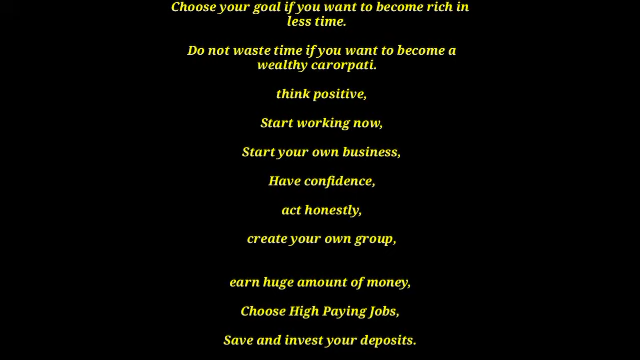 Choose your goal if you want to become rich in
less time.
Do not waste time if you want to become a
wealthy carorpati.
think positive,
Start working now,
Start your own business,
Have confidence,
act honestly,
create your own group,
earn huge amount of money,
Choose High Paying Jobs,
Save and invest your deposits.